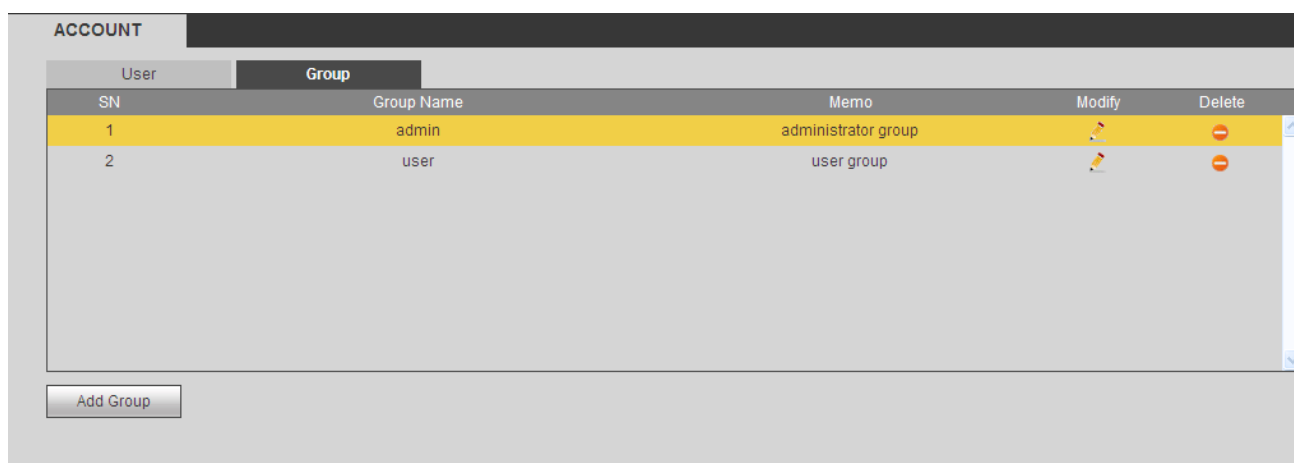 ACCOUNT
User Group
SN Group Name Memo Modify Delete
1 admin administrator group
2 user user group
Add Group